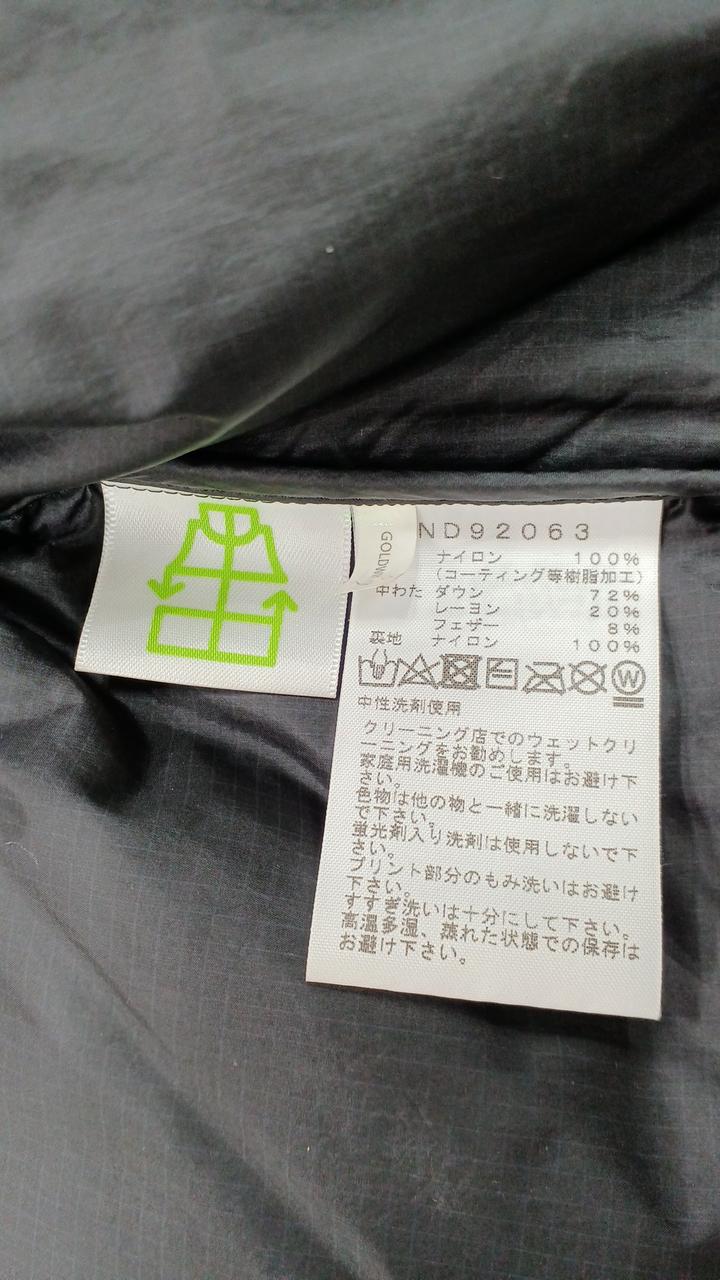 GOLDWIN
ND92063
ナイロン 100%
(コーティング等樹脂加工)
中わた ダウン 72%
レーヨン 20%
フェザー 8%
裏地 ナイロン 100%
W
中性洗剤使用
クリーニング店でのウェットクリ
ーニングをお勧めします。
家庭用洗濯機のご使用はお避け下
さい。
色物は他の物と一緒に洗濯しない
で下さい。
蛍光剤入り洗剤は使用しないで下
さい。
プリント部分のもみ洗いはお避け
下さい。
すすぎ洗いは十分にして下さい。
高温多湿、蒸れた状態での保存は
お避け下さい。